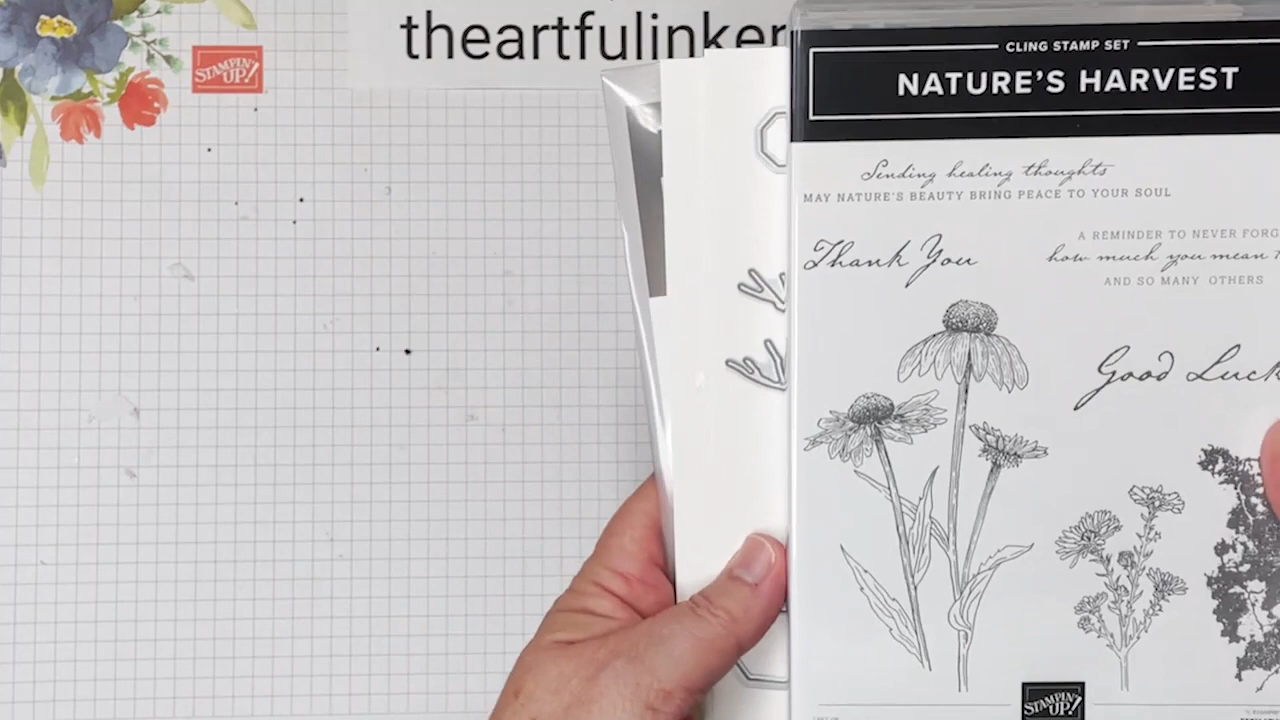 theartfulinker
STAMPIN'
UP!
CLING STAMP SET
NATURE'S HARVEST
Sending healing thoughts
MAY NATURE'S BEAUTY BRING PEACE TO YOUR SOUL
Thank You
A REMINDER TO NEVER FORG
how much you mean
AND SO MANY OTHERS
Good Luck
STAMPIN'
UP!